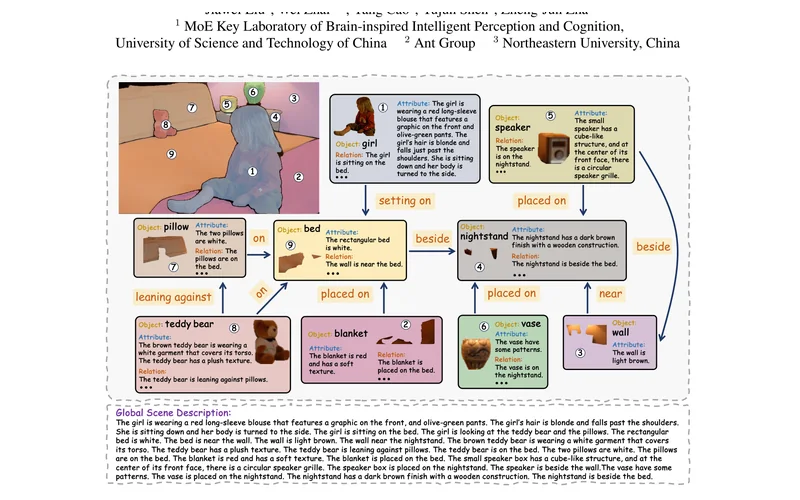 ¹ MoE Key Laboratory of Brain-inspired Intelligent Perception and Cognition,
University of Science and Technology of China ² Ant Group ³ Northeastern University, China
⑥
⑦
⑤
③
④
⑧
⑨
①
②
①
Object: girl
Relation: The girl
is sitting on the
bed.
Attribute: The girl is
wearing a red long-sleeve
blouse that features a
graphic on the front and
olive-green pants. The
girl's hair is blonde and
falls just past the
shoulders. She is sitting
down and her body is
turned to the side.
Object:
speaker
Relation:
The speaker
is on the
nightstand.
⑤
Attribute:
The small
speaker has a
cube-like
structure, and at
the center of its
front face, there
is a circular
speaker grille.
setting on
placed on
Object: pillow
⑦
Attribute:
The two pillows
are white.
Relation: The
pillows are on
the bed.
on
Object: bed
⑨
Attribute:
The rectangular bed
is white.
Relation:
The wall is near the bed.
beside
Object:
nightstand
④
Attribute:
The nightstand has a dark brown
finish with a wooden construction.
Relation:
The nightstand is beside the bed.
beside
leaning against
on
placed on
placed on
near
Object: teddy bear
⑧
Attribute:
The brown teddy bear is wearing a
white garment that covers its torso.
The teddy bear has a plush texture.
Relation:
The teddy bear is leaning against pillows.
Object: blanket
②
Attribute:
The blanket is red
and has a soft
texture.
Relation:
The blanket is
placed on the bed.
⑥
Object: vase
Attribute:
The vase have
some patterns.
Relation:
The vase is on
the nightstand.
③
Object:
wall
Attribute:
The wall is
light brown.
Global Scene Description:
The girl is wearing a red long-sleeve blouse that features a graphic on the front, and olive-green pants. The girl's hair is blonde and falls past the shoulders.
She is sitting down and her body is turned to the side. The girl is sitting on the bed. The girl is looking at the teddy bear and the pillows. The rectangular
bed is white. The bed is near the wall. The wall is light brown. The wall near the nightstand. The brown teddy bear is wearing a white garment that covers
its torso. The teddy bear has a plush texture. The teddy bear is leaning against pillows. The teddy bear is on the bed. The two pillows are white. The pillows
are on the bed. The blanket is red and has a soft texture. The blanket is placed on the bed. The small speaker box has a cube-like structure, and at the
center of its front face, there is a circular speaker grille. The speaker box is placed on the nightstand. The speaker is beside the wall.The vase have some
patterns. The vase is placed on the nightstand. The nightstand has a dark brown finish with a wooden construction. The nightstand is beside the bed.